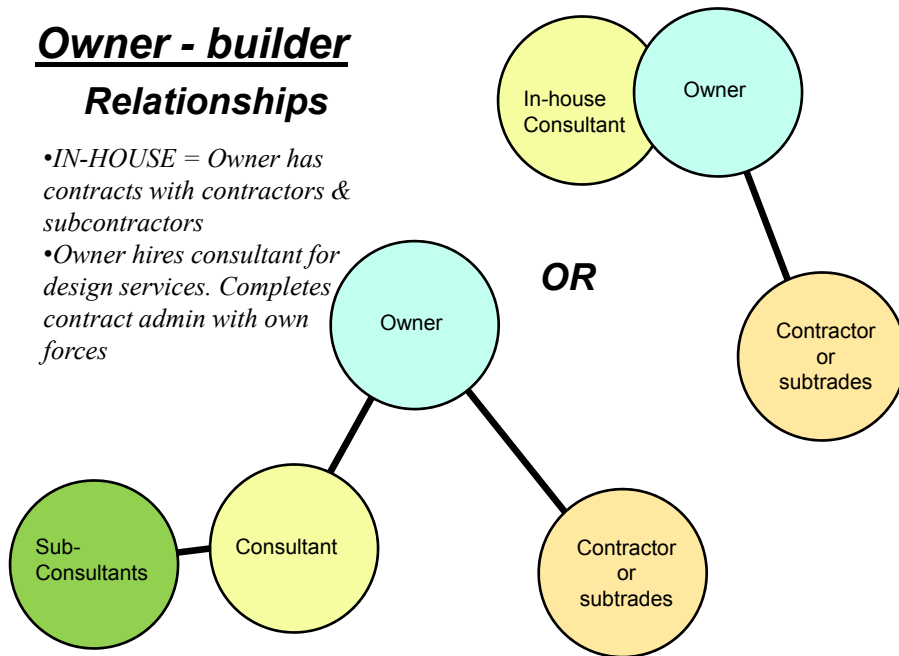 Owner - builder
Relationships
•IN-HOUSE = Owner has
contracts with contractors &
subcontractors
•Owner hires consultant for
design services. Completes
contract admin with own
forces
In-house
Consultant
Owner
OR
Contractor
or
subtrades
Owner
Sub-
Consultants
Consultant
Contractor
or
subtrades